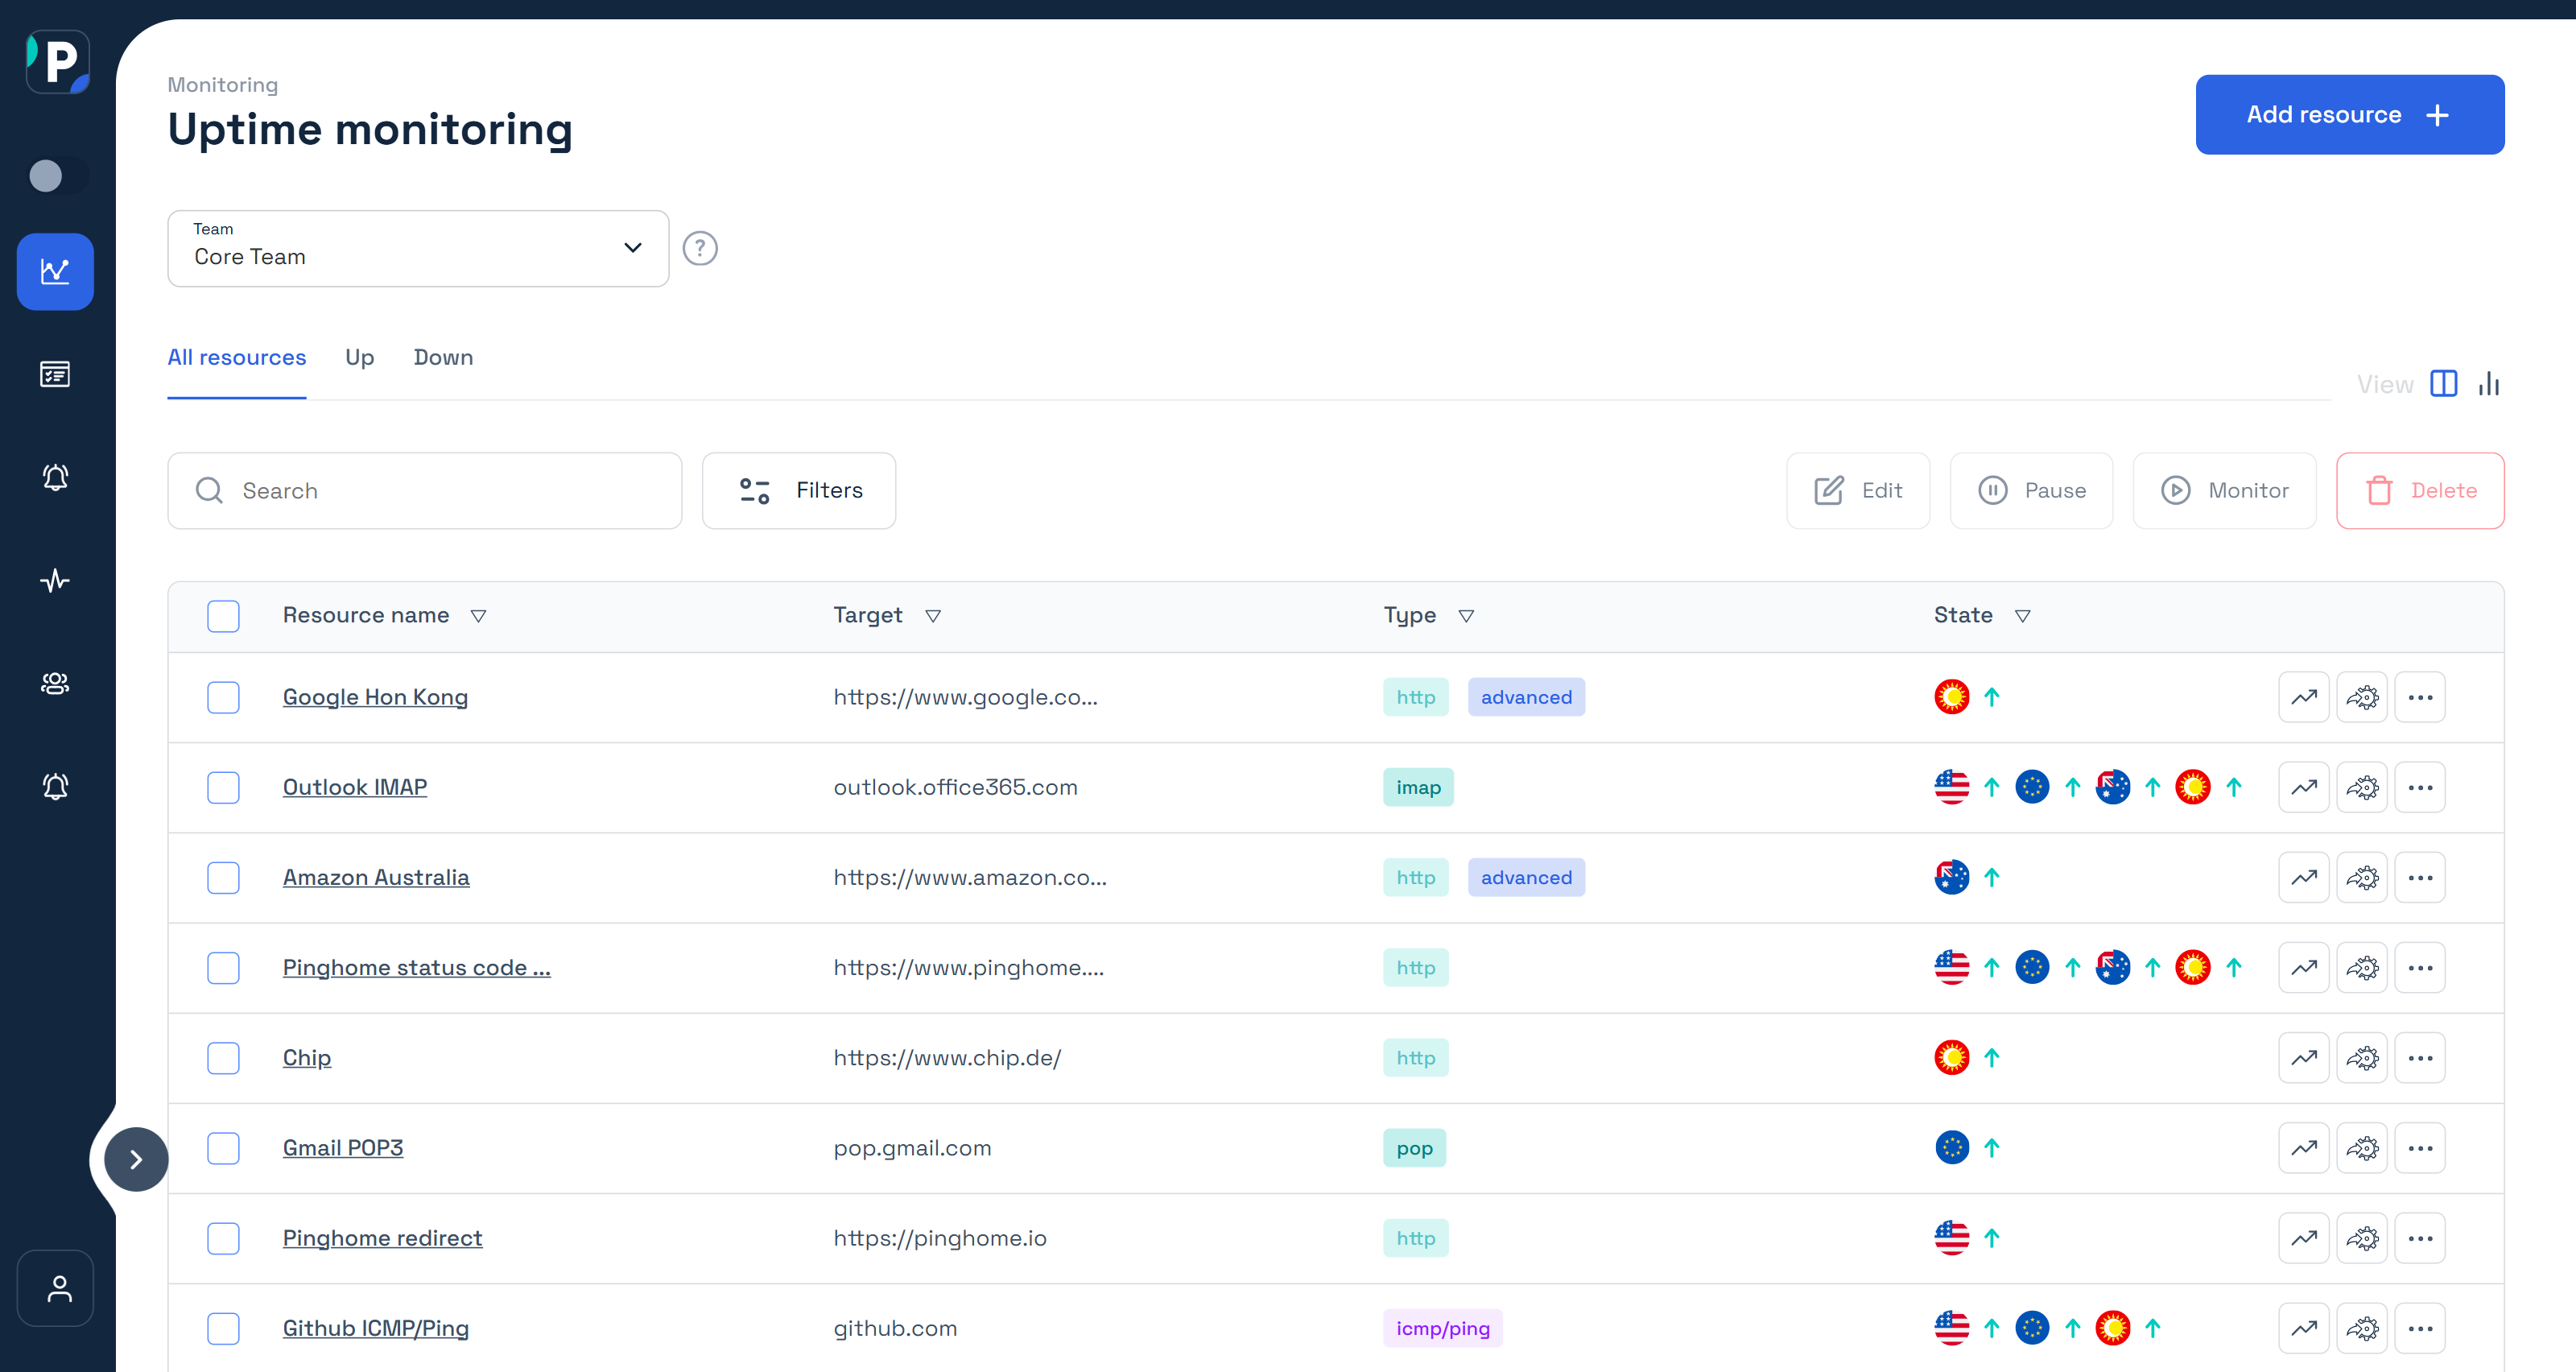 P
Monitoring
Uptime monitoring
Add resource
Team
Core Team
?
All resources Up Down
View
Search Filters Edit Pause Monitor Delete
Resource name Target Type State
Google Hon Kong https://www.google.co... http advanced
Outlook IMAP outlook.office365.com imap
Amazon Australia https://www.amazon.co... http advanced
Pinghome status code ... https://www.pinghome.... http
Chip https://www.chip.de/ http
Gmail POP3 pop.gmail.com pop
Pinghome redirect https://pinghome.io http
Github ICMP/Ping github.com icmp/ping